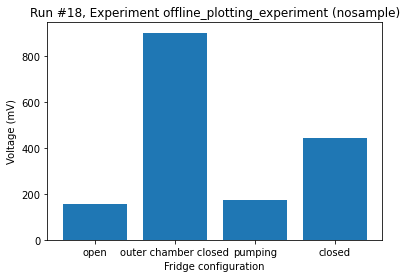 Run #18, Experiment offline_plotting_experiment (nosample)
Voltage (mV)
800
600
400
200
0
open outer chamber closed pumping closed
Fridge configuration